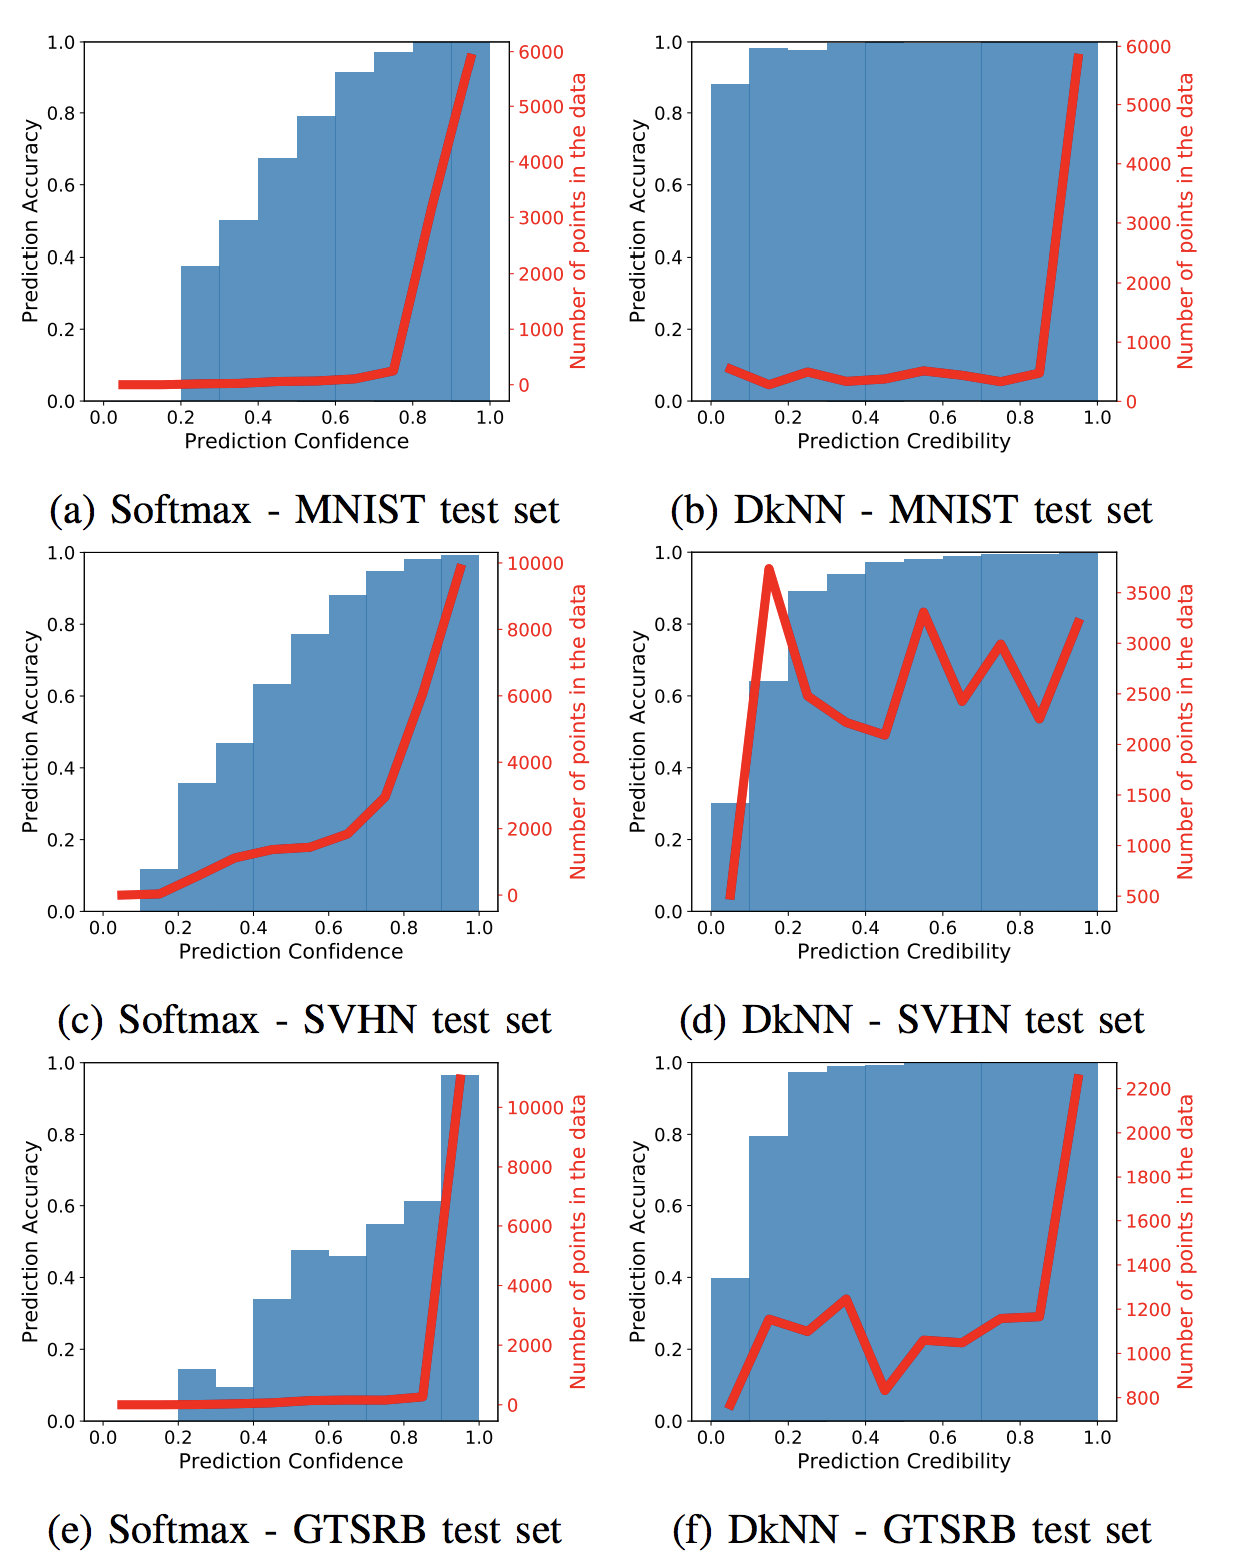 1.0
0.8
0.6
0.4
0.2
0.0
Prediction Accuracy
0.0 0.2 0.4 0.6 0.8 1.0
Prediction Confidence
6000
5000
4000
3000
2000
1000
0
Number of points in the data
(a) Softmax - MNIST test set
1.0
0.8
0.6
0.4
0.2
0.0
Prediction Accuracy
0.0 0.2 0.4 0.6 0.8 1.0
Prediction Credibility
6000
5000
4000
3000
2000
1000
0
Number of points in the data
(b) DkNN - MNIST test set
1.0
0.8
0.6
0.4
0.2
0.0
Prediction Accuracy
0.0 0.2 0.4 0.6 0.8 1.0
Prediction Confidence
10000
8000
6000
4000
2000
0
Number of points in the data
(c) Softmax - SVHN test set
1.0
0.8
0.6
0.4
0.2
0.0
Prediction Accuracy
0.0 0.2 0.4 0.6 0.8 1.0
Prediction Credibility
3500
3000
2500
2000
1500
1000
500
Number of points in the data
(d) DkNN - SVHN test set
1.0
0.8
0.6
0.4
0.2
0.0
Prediction Accuracy
0.0 0.2 0.4 0.6 0.8 1.0
Prediction Confidence
10000
8000
6000
4000
2000
0
Number of points in the data
(e) Softmax - GTSRB test set
1.0
0.8
0.6
0.4
0.2
0.0
Prediction Accuracy
0.0 0.2 0.4 0.6 0.8 1.0
Prediction Credibility
2200
2000
1800
1600
1400
1200
1000
800
Number of points in the data
(f) DkNN - GTSRB test set